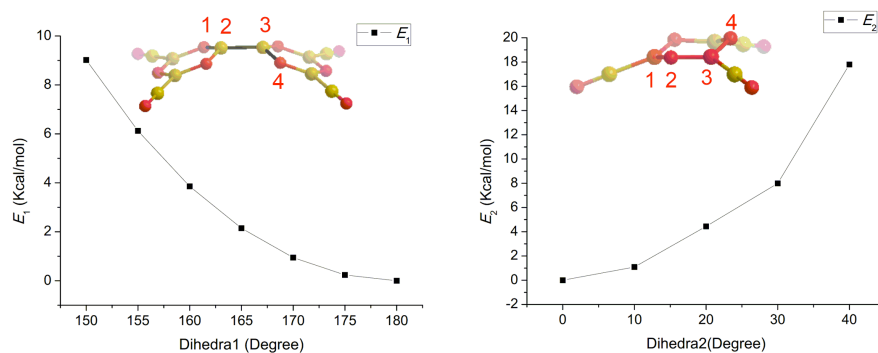 1 2 3
4
E₁
10
8
6
4
2
0
E₁ (Kcal/mol)
150 155 160 165 170 175 180
Dihedra1 (Degree)
4
1 2 3
E₂
20
18
16
14
12
10
8
6
4
2
0
-2
E₂ (Kcal/mol)
0 10 20 30 40
Dihedra2(Degree)